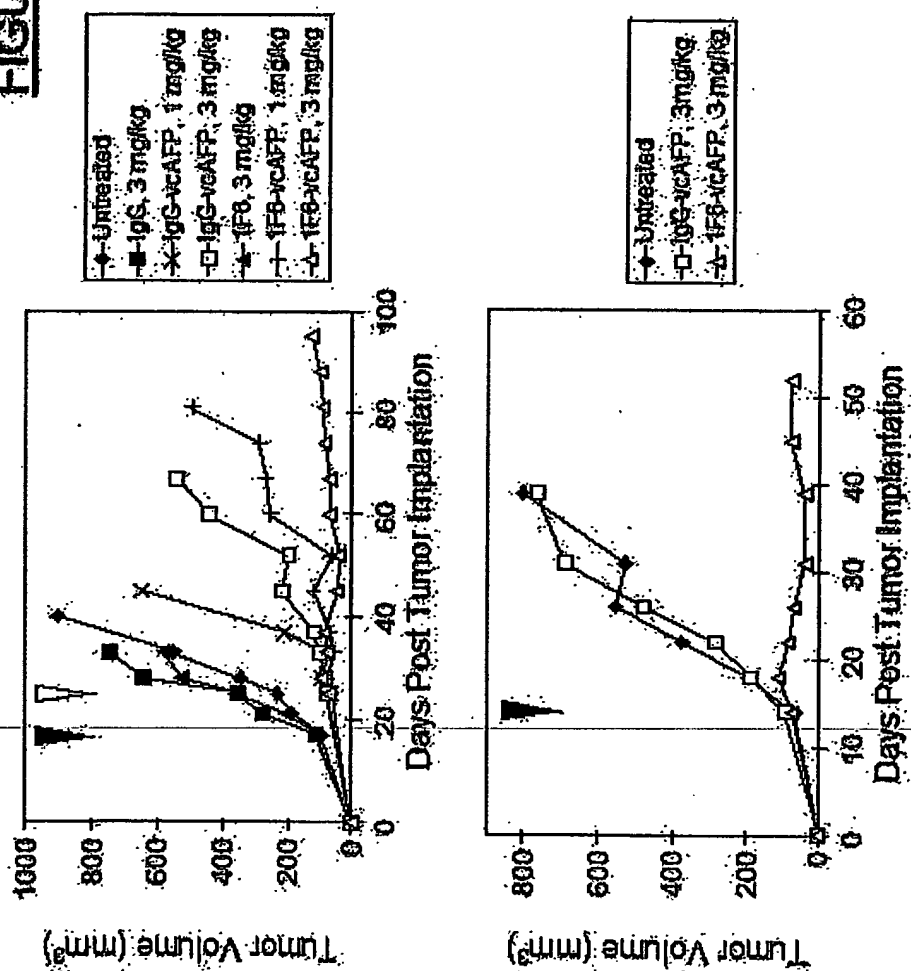 1000
800
600
400
200
0
Tumor Volume (mm³)
0
20
40
60
80
100
Days Post Tumor Implantation
Untreated
IgG, 3 mg/kg
IgG-vcAFP, 1 mg/kg
IgG-vcAFP, 3 mg/kg
1F6, 3 mg/kg
1F6-vcAFP, 1 mg/kg
1F6-vcAFP, 3 mg/kg
800
600
400
200
0
Tumor Volume (mm³)
0
10
20
30
40
50
60
Days Post Tumor Implantation
Untreated
IgG-vcAFP, 3mg/kg
1F6-vcAFP, 3 mg/kg